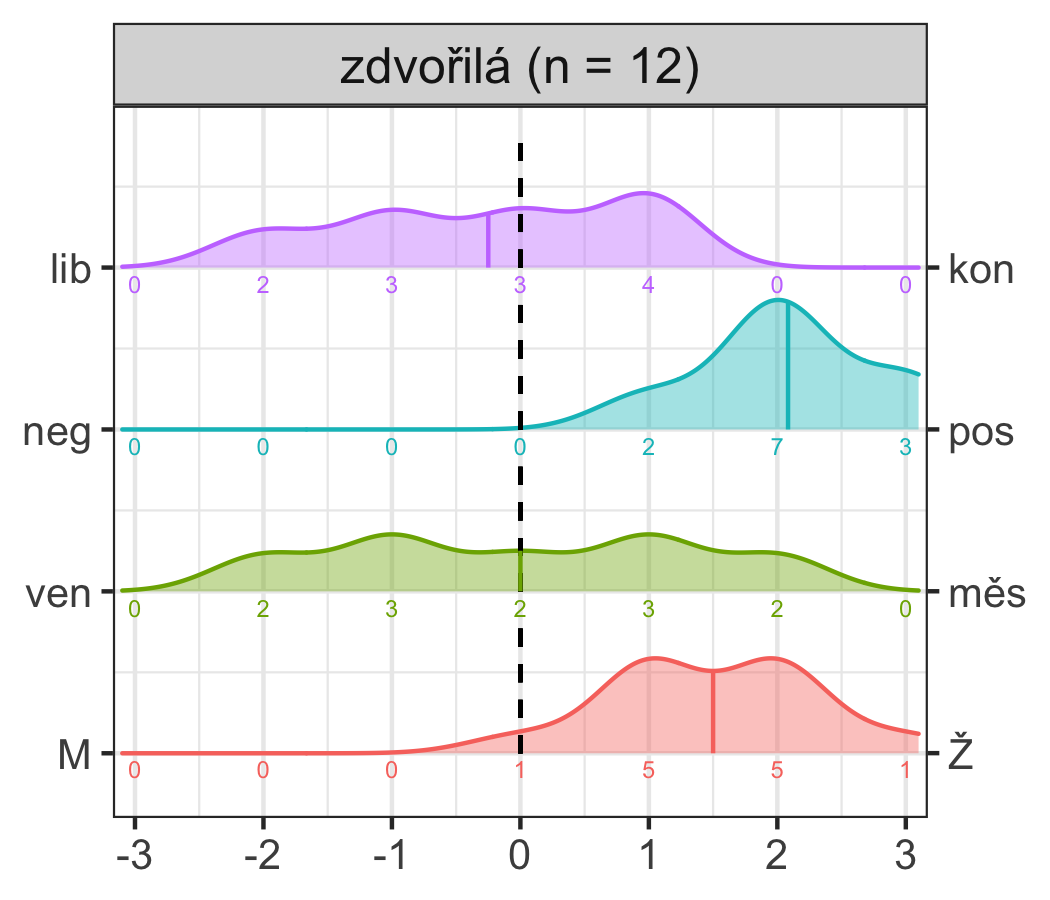 zdvořilá (n = 12)
lib kon
0 2 3 3 4 0 0
neg pos
0 0 0 0 2 7 3
ven měs
0 2 3 2 3 2 0
M Ž
0 0 0 1 5 5 1
-3 -2 -1 0 1 2 3